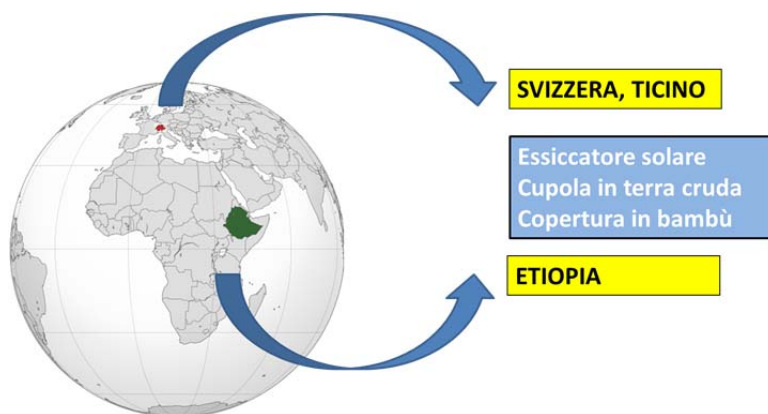 SVIZZERA, TICINO
Essiccatore solare
Cupola in terra cruda
Copertura in bambù
ETIOPIA